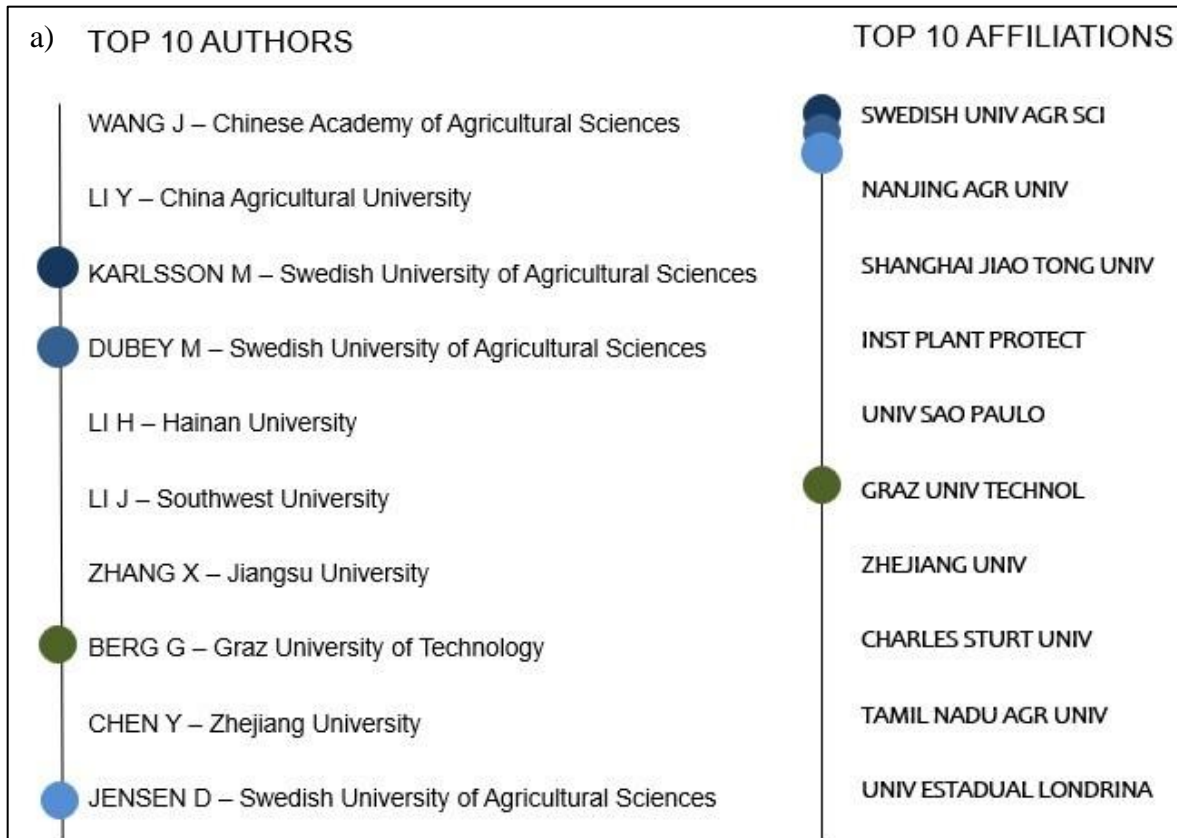 a) TOP 10 AUTHORS
WANG J – Chinese Academy of Agricultural Sciences
LI Y – China Agricultural University
KARLSSON M – Swedish University of Agricultural Sciences
DUBEY M – Swedish University of Agricultural Sciences
LI H – Hainan University
LI J – Southwest University
ZHANG X – Jiangsu University
BERG G – Graz University of Technology
CHEN Y – Zhejiang University
JENSEN D – Swedish University of Agricultural Sciences
TOP 10 AFFILIATIONS
SWEDISH UNIV AGR SCI
NANJING AGR UNIV
SHANGHAI JIAO TONG UNIV
INST PLANT PROTECT
UNIV SAO PAULO
GRAZ UNIV TECHNOL
ZHEJIANG UNIV
CHARLES STURT UNIV
TAMIL NADU AGR UNIV
UNIV ESTADUAL LONDRINA